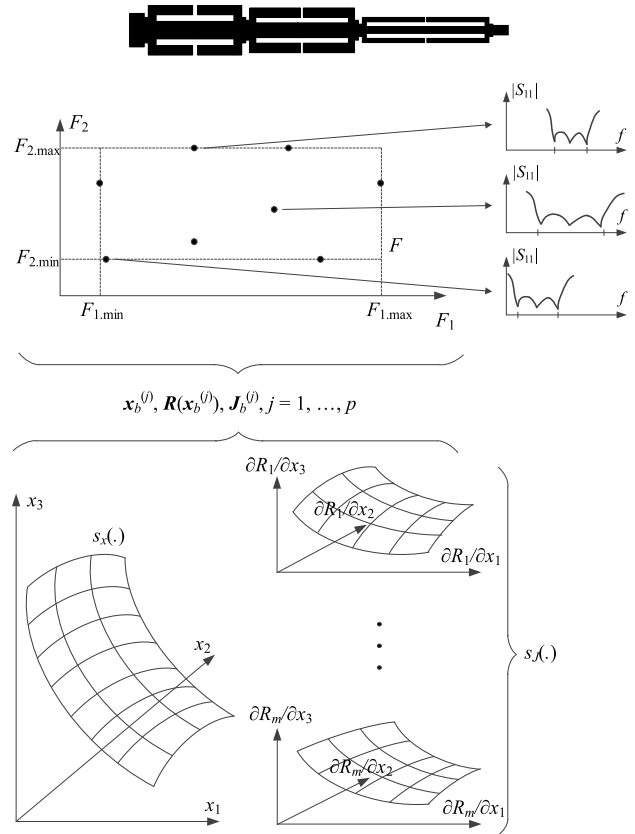 F2
|S11|
f
F2.max
|S11|
f
F
F2.min
|S11|
f
F1.min
F1.max
F1
xb(j), R(xb(j)), Jb(j), j = 1, …, p
∂R1/∂x3
x3
∂R1/∂x2
sx(.)
∂R1/∂x1
x2
sJ(.)
∂Rm/∂x3
∂Rm/∂x2
x1
∂Rm/∂x1